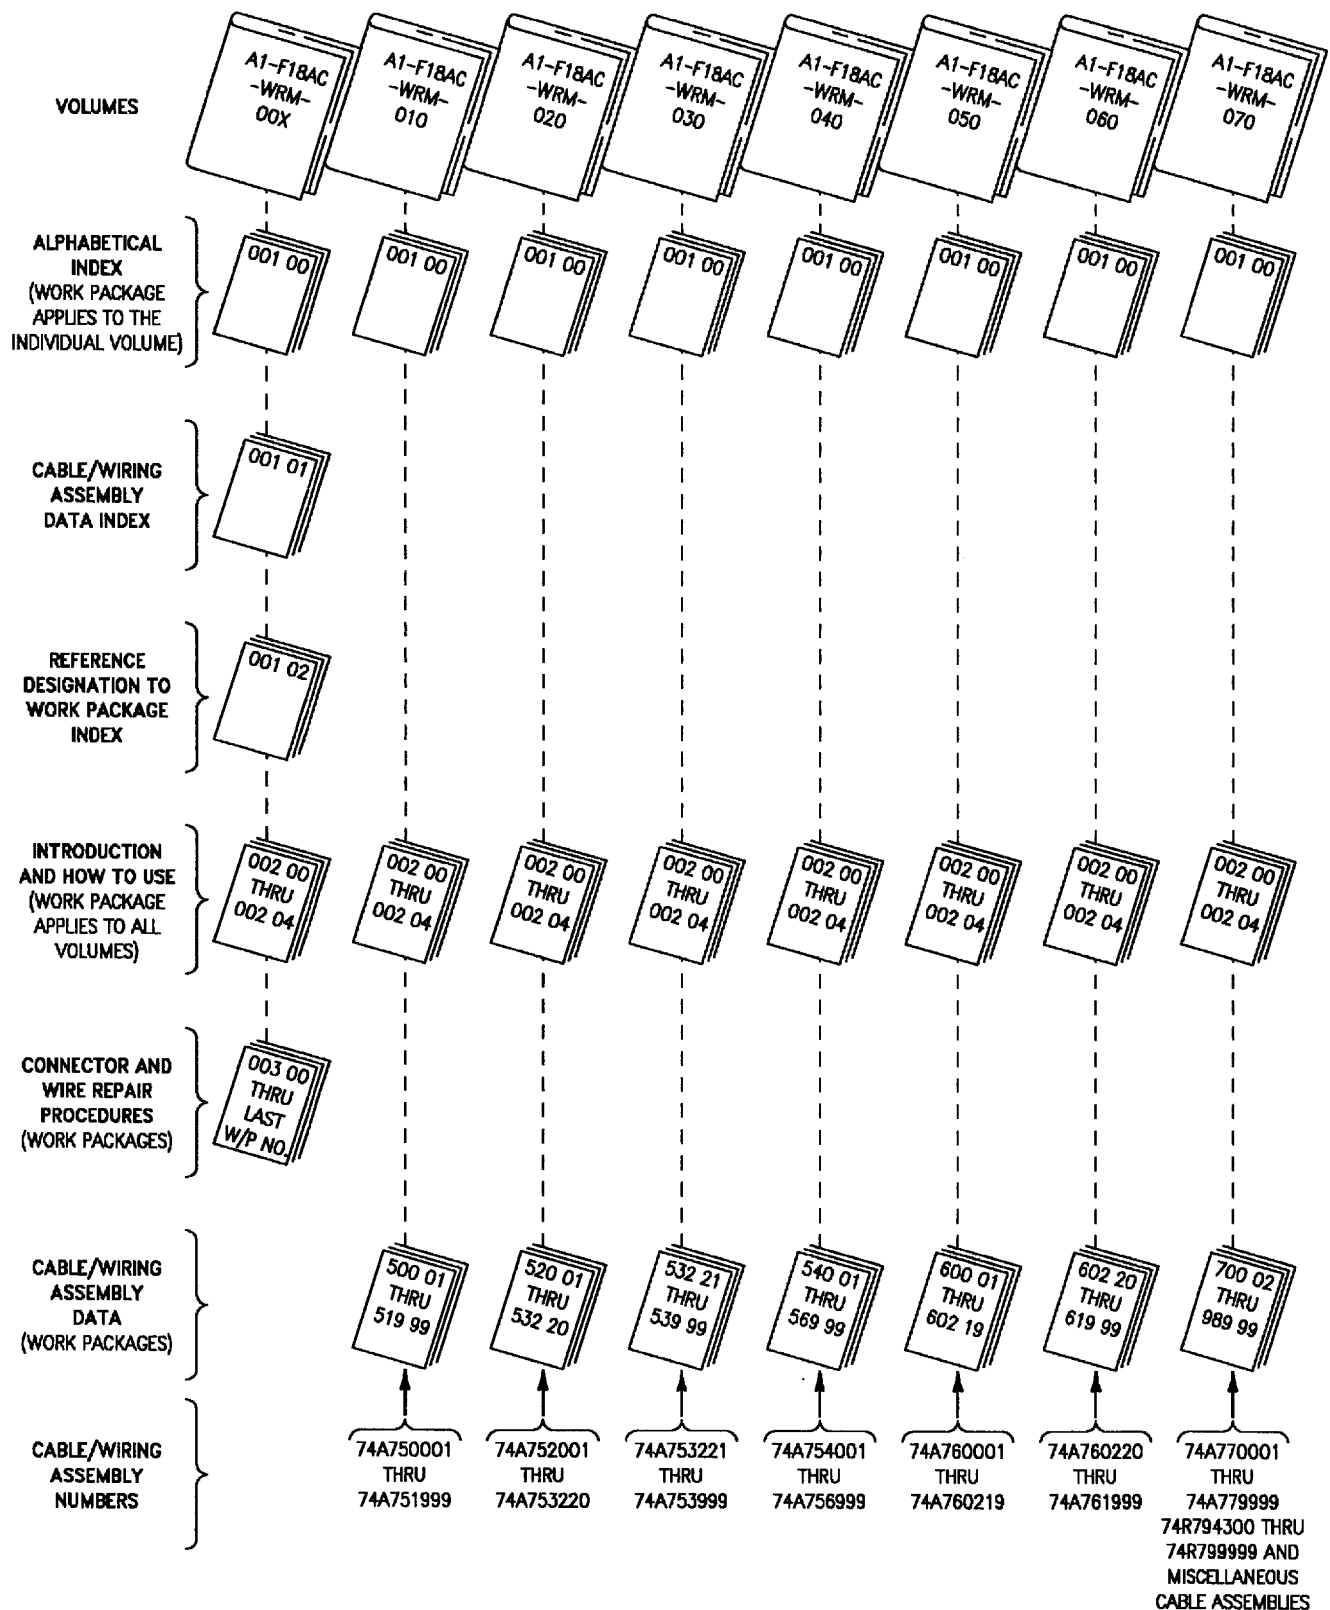 VOLUMES
A1-F18AC
-WRM-
00X
A1-F18AC
-WRM-
010
A1-F18AC
-WRM-
020
A1-F18AC
-WRM-
030
A1-F18AC
-WRM-
040
A1-F18AC
-WRM-
050
A1-F18AC
-WRM-
060
A1-F18AC
-WRM-
070
ALPHABETICAL
INDEX
(WORK PACKAGE
APPLIES TO THE
INDIVIDUAL VOLUME)
001 00
001 00
001 00
001 00
001 00
001 00
001 00
001 00
CABLE/WIRING
ASSEMBLY
DATA INDEX
001 01
REFERENCE
DESIGNATION TO
WORK PACKAGE
INDEX
001 02
INTRODUCTION
AND HOW TO USE
(WORK PACKAGE
APPLIES TO ALL
VOLUMES)
002 00
THRU
002 04
002 00
THRU
002 04
002 00
THRU
002 04
002 00
THRU
002 04
002 00
THRU
002 04
002 00
THRU
002 04
002 00
THRU
002 04
002 00
THRU
002 04
CONNECTOR AND
WIRE REPAIR
PROCEDURES
(WORK PACKAGES)
003 00
THRU
LAST
W/P NO.
CABLE/WIRING
ASSEMBLY
DATA
(WORK PACKAGES)
500 01
THRU
519 99
520 01
THRU
532 20
532 21
THRU
539 99
540 01
THRU
569 99
600 01
THRU
602 19
602 20
THRU
619 99
700 02
THRU
989 99
CABLE/WIRING
ASSEMBLY
NUMBERS
74A750001
THRU
74A751999
74A752001
THRU
74A753220
74A753221
THRU
74A753999
74A754001
THRU
74A756999
74A760001
THRU
74A760219
74A760220
THRU
74A761999
74A770001
THRU
74A779999
74R794300 THRU
74R799999 AND
MISCELLANEOUS
CABLE ASSEMBLIES